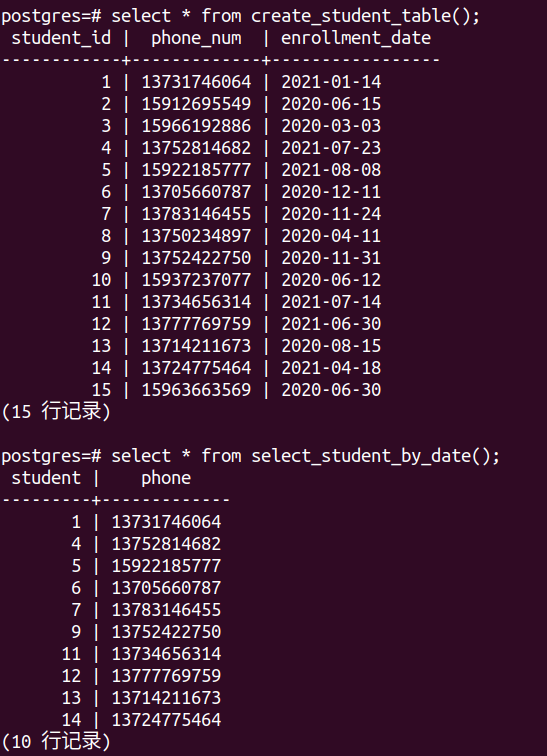 postgres=# select * from create_student_table();
 student_id |  phone_num  | enrollment_date
------------+-------------+-----------------
          1 | 13731746064 | 2021-01-14
          2 | 15912695549 | 2020-06-15
          3 | 15966192886 | 2020-03-03
          4 | 13752814682 | 2021-07-23
          5 | 15922185777 | 2021-08-08
          6 | 13705660787 | 2020-12-11
          7 | 13783146455 | 2020-11-24
          8 | 13750234897 | 2020-04-11
          9 | 13752422750 | 2020-11-31
         10 | 15937237077 | 2020-06-12
         11 | 13734656314 | 2021-07-14
         12 | 13777769759 | 2021-06-30
         13 | 13714211673 | 2020-08-15
         14 | 13724775464 | 2021-04-18
         15 | 15963663569 | 2020-06-30
(15 行记录)

postgres=# select * from select_student_by_date();
 student |    phone
---------+-------------
       1 | 13731746064
       4 | 13752814682
       5 | 15922185777
       6 | 13705660787
       7 | 13783146455
       9 | 13752422750
      11 | 13734656314
      12 | 13777769759
      13 | 13714211673
      14 | 13724775464
(10 行记录)